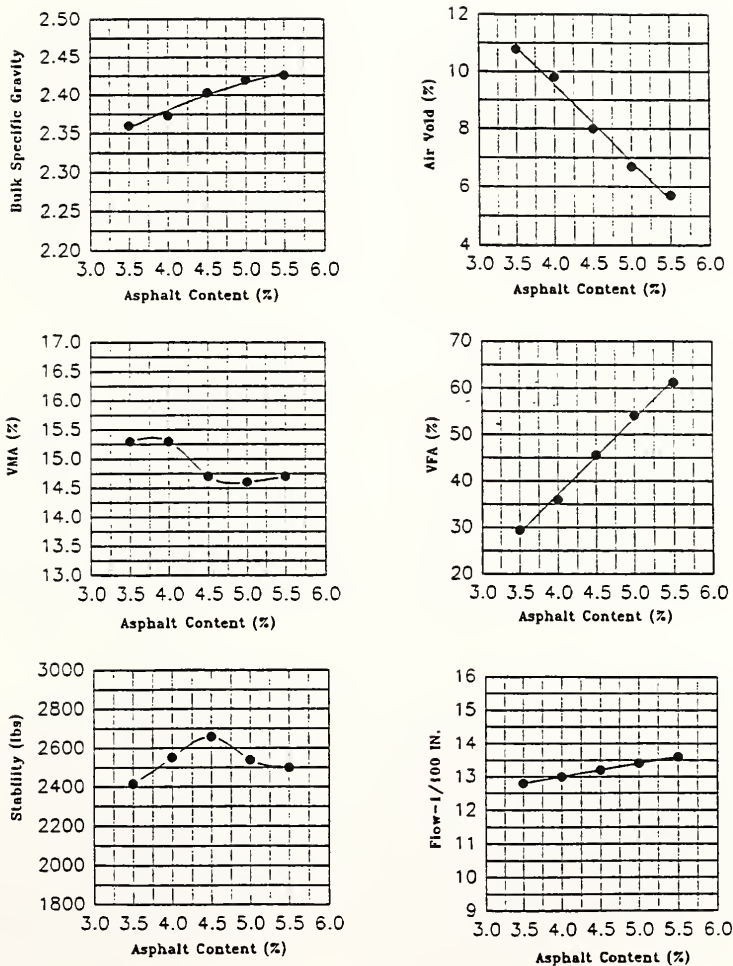 2.50
2.45
2.40
2.35
2.30
2.25
2.20
Bulk Specific Gravity
3.0 3.5 4.0 4.5 5.0 5.5 6.0
Asphalt Content (%)
12
10
8
6
4
Air Void (%)
3.0 3.5 4.0 4.5 5.0 5.5 6.0
Asphalt Content (%)
17.0
16.5
16.0
15.5
15.0
14.5
14.0
13.5
13.0
VMA (%)
3.0 3.5 4.0 4.5 5.0 5.5 6.0
Asphalt Content (%)
70
60
50
40
30
20
VFA (%)
3.0 3.5 4.0 4.5 5.0 5.5 6.0
Asphalt Content (%)
3000
2800
2600
2400
2200
2000
1800
Stability (lbs)
3.0 3.5 4.0 4.5 5.0 5.5 6.0
Asphalt Content (%)
16
15
14
13
12
11
10
9
Flow-1/100 IN.
3.0 3.5 4.0 4.5 5.0 5.5 6.0
Asphalt Content (%)